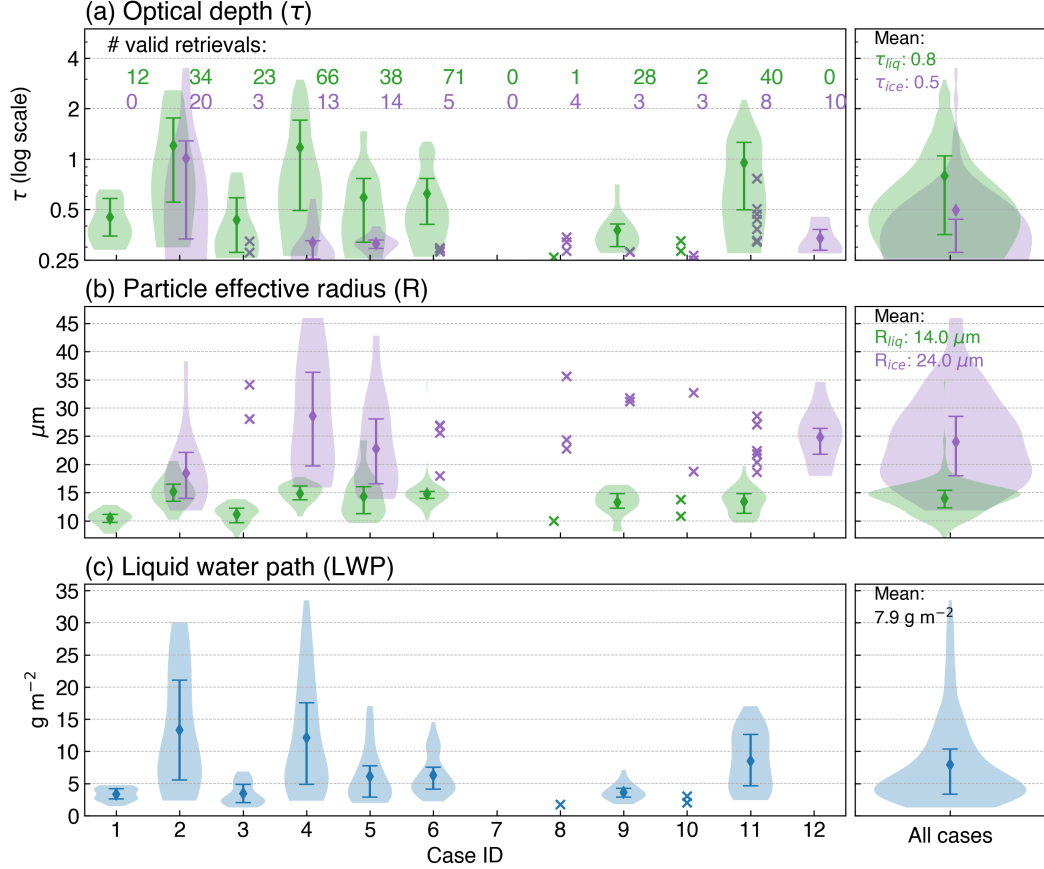 (a) Optical depth (τ)
# valid retrievals:
12 34 23 66 38 71 0 1 28 2 40 0
0 20 3 13 14 5 0 4 3 3 8 10
Mean:
τliq: 0.8
τice: 0.5
4
2
1
0.5
0.25
τ (log scale)
(b) Particle effective radius (R)
Mean:
Rliq: 14.0 μm
Rice: 24.0 μm
45
40
35
30
25
20
15
10
μm
(c) Liquid water path (LWP)
Mean:
7.9 g m−2
35
30
25
20
15
10
5
0
g m−2
1 2 3 4 5 6 7 8 9 10 11 12
Case ID
All cases